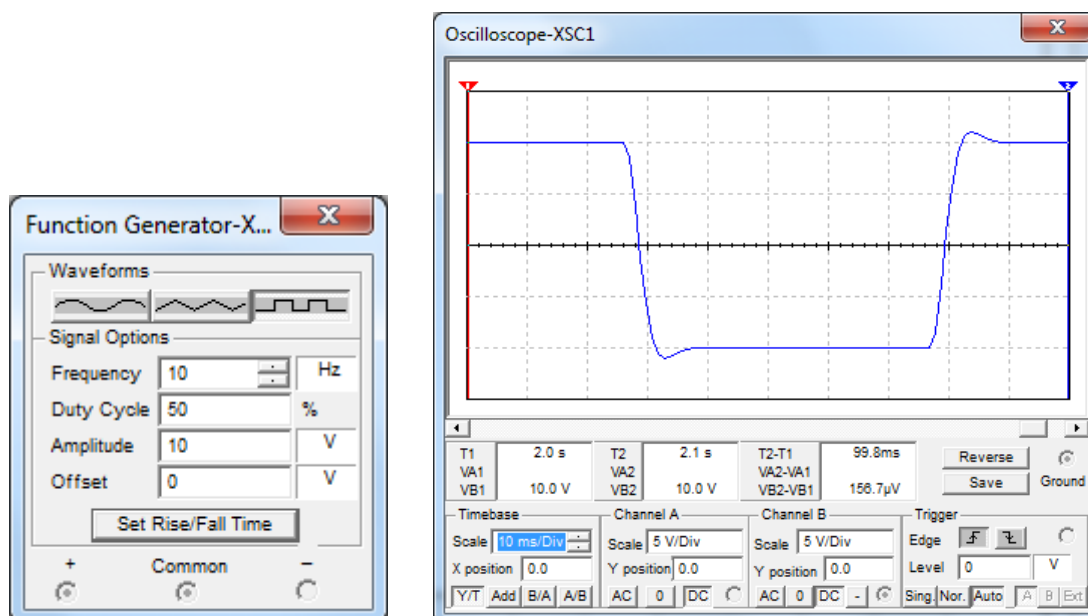 Function Generator-X...
Waveforms
Signal Options
Frequency 10 Hz
Duty Cycle 50 %
Amplitude 10 V
Offset 0 V
Set Rise/Fall Time
+ Common −
Oscilloscope-XSC1
1 2
T1 2.0 s T2 2.1 s T2-T1 99.8ms Reverse
VA1 VA2 VA2-VA1
VB1 10.0 V VB2 10.0 V VB2-VB1 156.7µV Save Ground
Timebase Channel A Channel B Trigger
Scale 10 ms/Div Scale 5 V/Div Scale 5 V/Div Edge
X position 0.0 Y position 0.0 Y position 0.0 Level 0 V
Y/T Add B/A A/B AC 0 DC AC 0 DC - Sing. Nor. Auto A B Ext